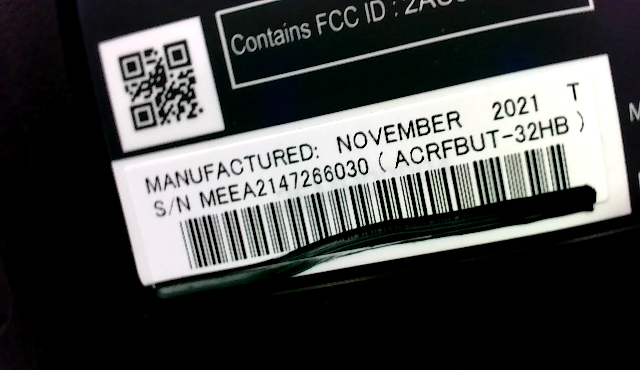 Contains FCC ID :
MANUFACTURED: NOVEMBER 2021 T
S/N MEEA2147266030 ( ACRFBUT-32HB )